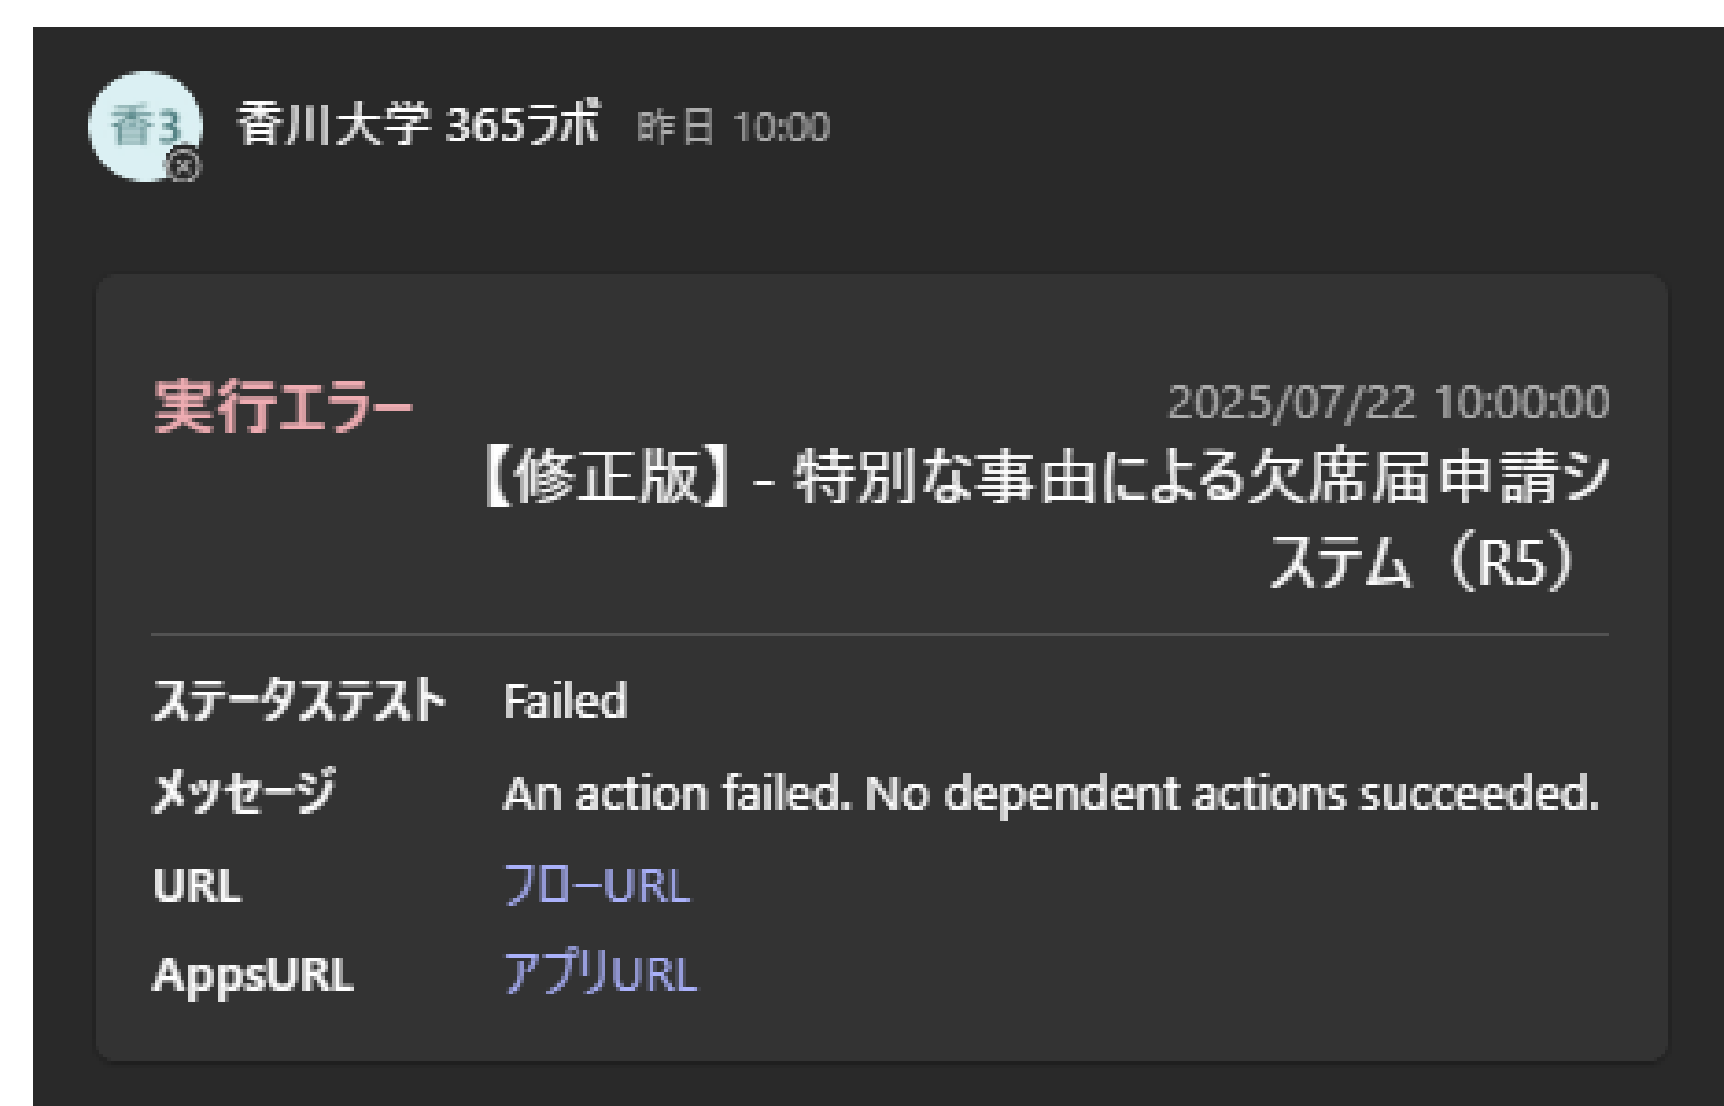 香3
香川大学 365ラボ 昨日 10:00
実行エラー 2025/07/22 10:00:00
【修正版】 - 特別な事由による欠席届申請シ
ステム（R5）
ステータステスト Failed
メッセージ An action failed. No dependent actions succeeded.
URL フローURL
AppsURL アプリURL